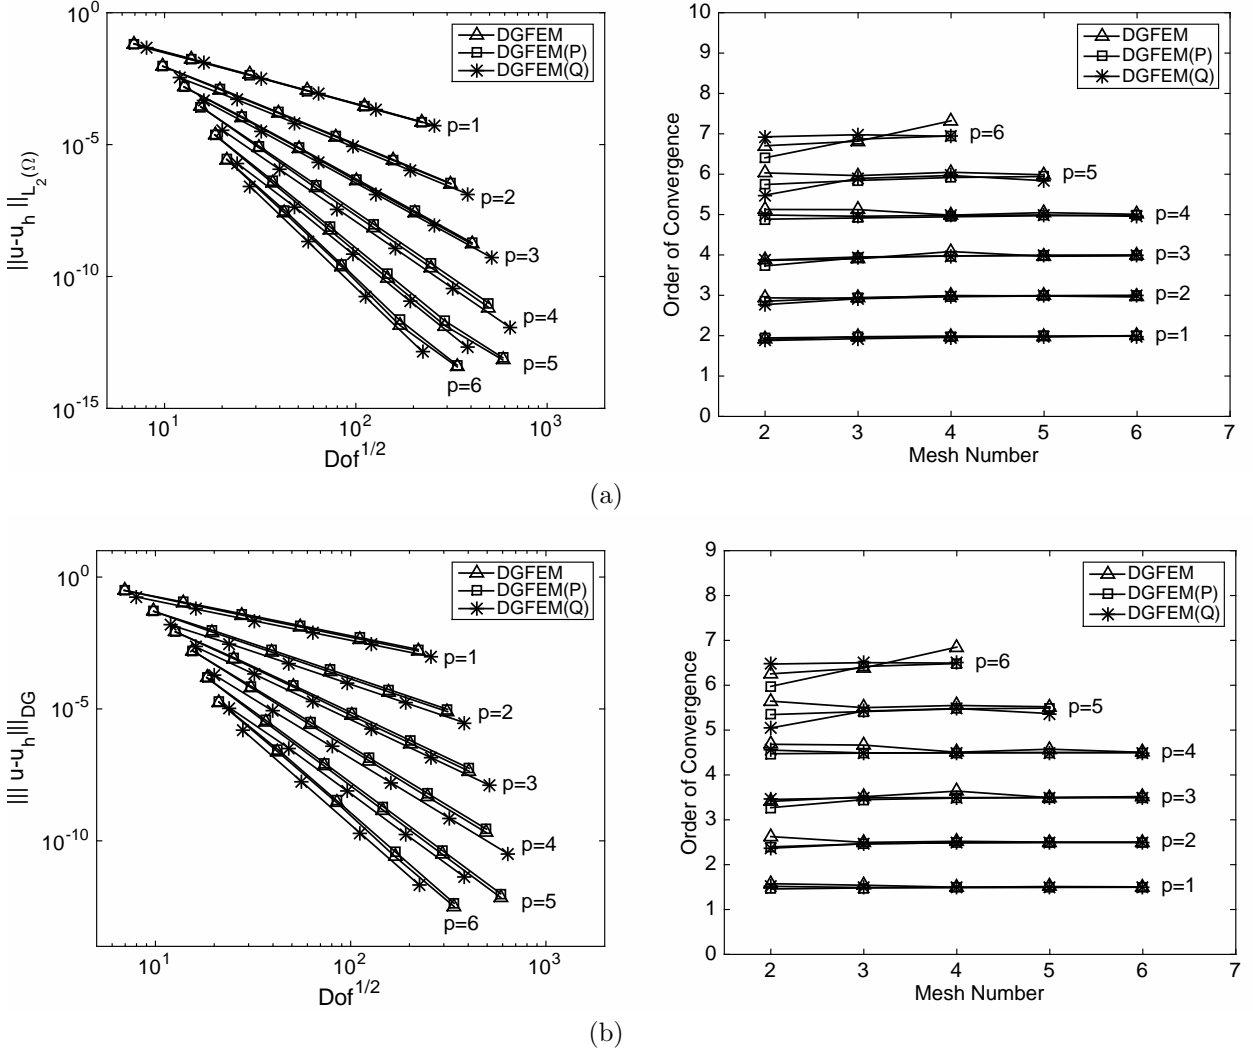 ||u-u_h ||_{L_2(Ω)}
10^0
10^{-5}
10^{-10}
10^{-15}
10^1
10^2
10^3
Dof^{1/2}
DGFEM
DGFEM(P)
DGFEM(Q)
p=1
p=2
p=3
p=4
p=5
p=6
Order of Convergence
10
9
8
7
6
5
4
3
2
1
0
2
3
4
5
6
7
Mesh Number
DGFEM
DGFEM(P)
DGFEM(Q)
p=6
p=5
p=4
p=3
p=2
p=1
(a)
||| u-u_h|||_{DG}
10^0
10^{-5}
10^{-10}
10^1
10^2
10^3
Dof^{1/2}
DGFEM
DGFEM(P)
DGFEM(Q)
p=1
p=2
p=3
p=4
p=5
p=6
Order of Convergence
9
8
7
6
5
4
3
2
1
0
2
3
4
5
6
7
Mesh Number
DGFEM
DGFEM(P)
DGFEM(Q)
p=6
p=5
p=4
p=3
p=2
p=1
(b)